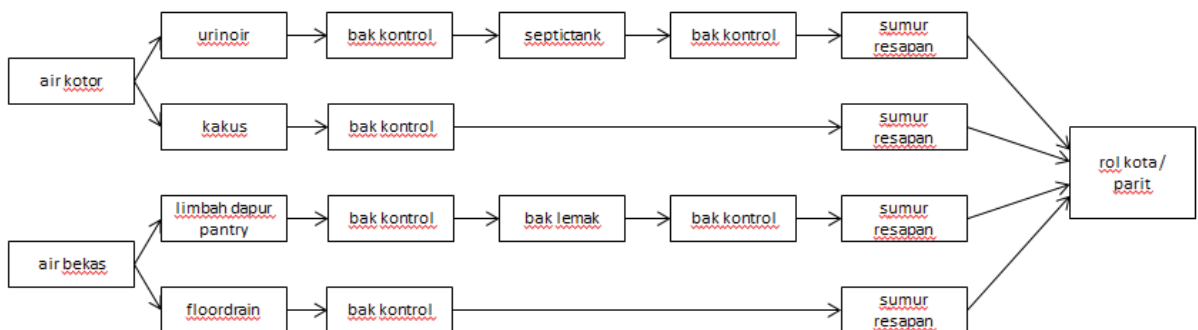 urinoir
bak kontrol
septictank
bak kontrol
sumur
resapan
air kotor
kakus
bak kontrol
sumur
resapan
rol kota/
parit
limbah dapur
pantry
bak kontrol
bak lemak
bak kontrol
sumur
resapan
air bekas
floordrain
bak kontrol
sumur
resapan